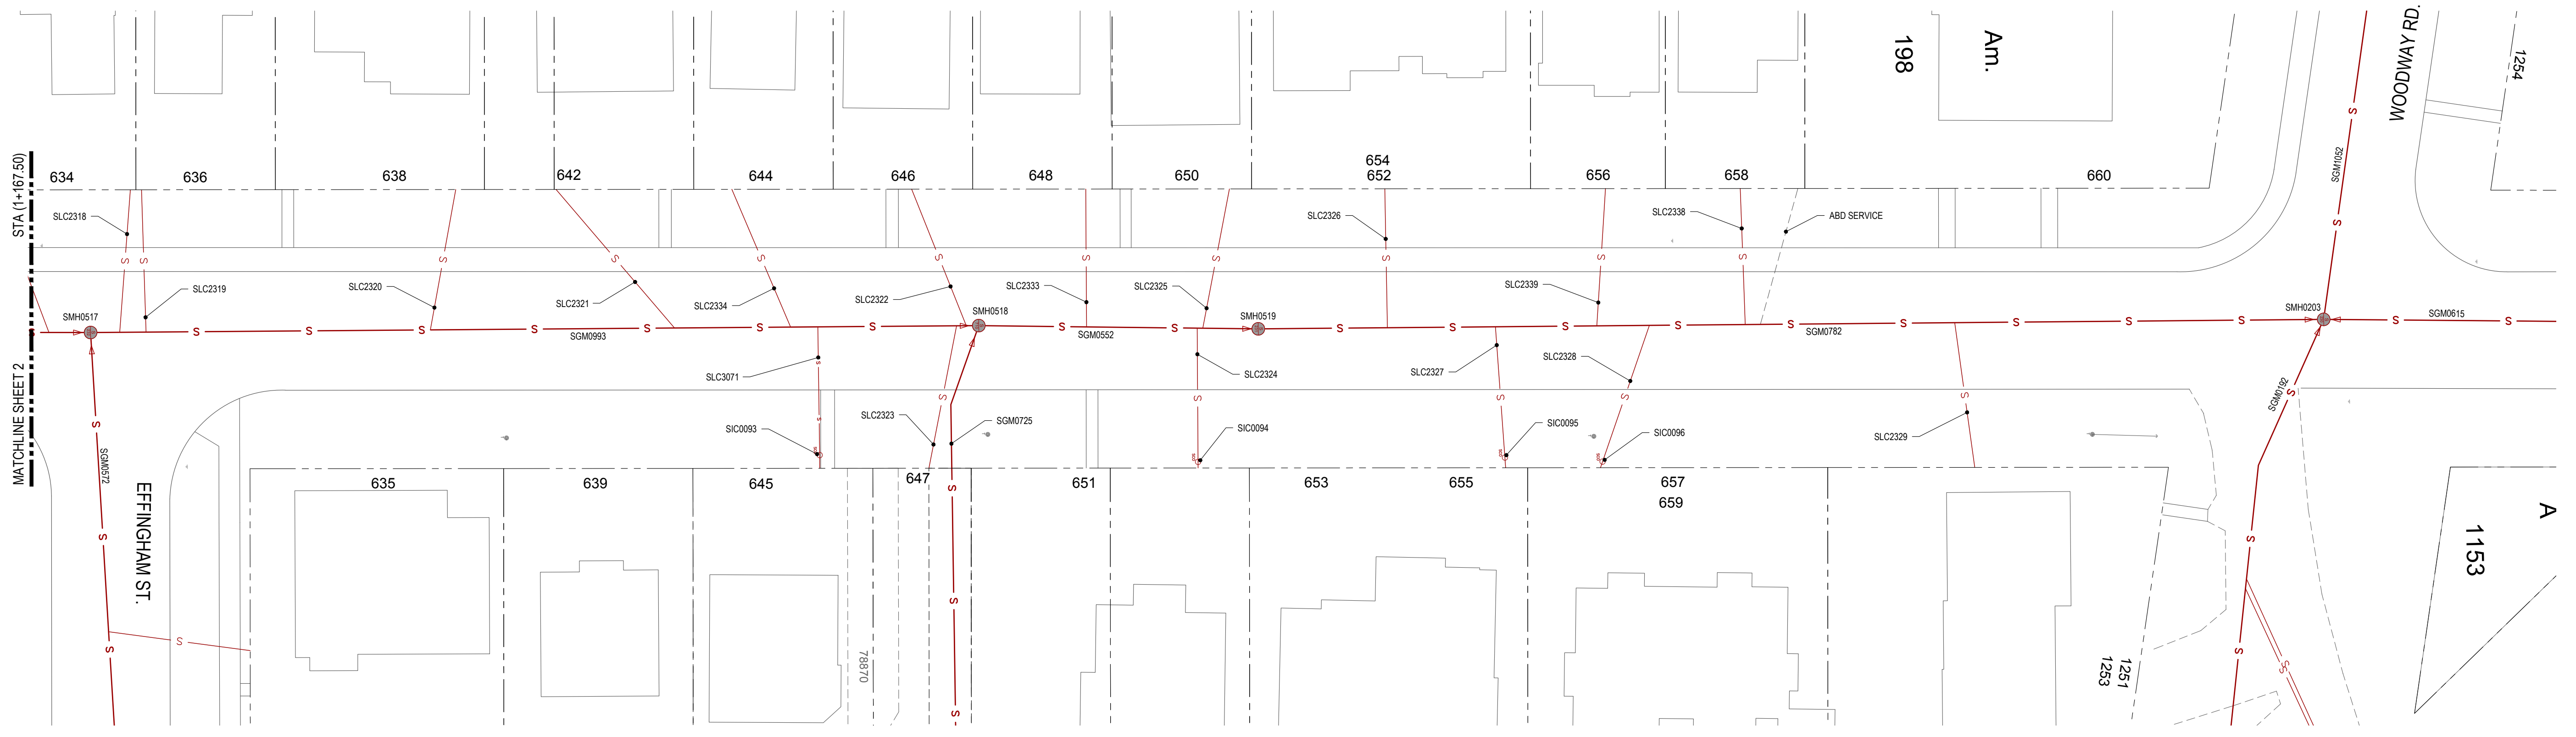 198
Am.
WOODWAY RD.
1254
STA (1+167.50)
MATCHLINE SHEET 2
634
636
638
642
644
646
648
650
654
652
656
658
660
SLC2318
SLC2319
SLC2320
SLC2321
SLC2334
SLC2322
SLC2333
SLC2325
SLC2326
SLC2339
SLC2338
ABD SERVICE
SGM1052
SMH0517
SGM0993
SMH0518
SGM0552
SMH0519
SGM0782
SMH0203
SGM0615
SLC3071
SLC2324
SLC2327
SLC2328
SGM0192
SIC0093
SLC2323
SGM0725
SIC0094
SIC0095
SIC0096
SLC2329
SGM0572
EFFINGHAM ST.
635
639
645
647
651
653
655
657
659
78870
1251
1253
1153
A